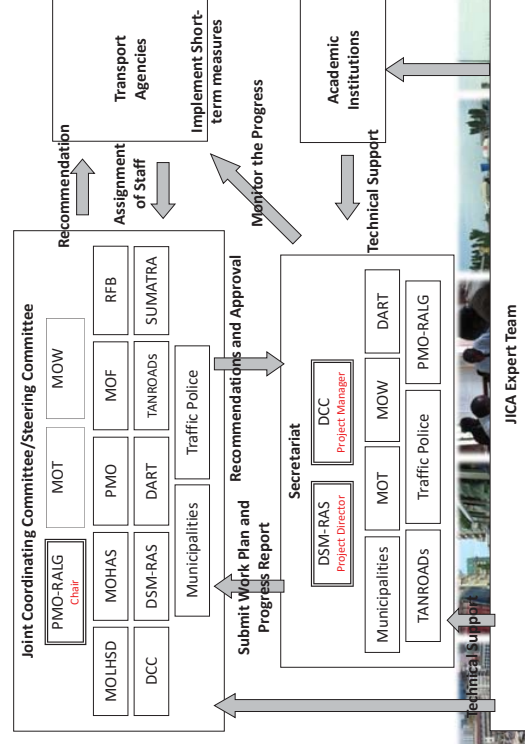 Joint Coordinating Committee/Steering Committee
PMO-RALG
Chair
MOT
MOW
MOLHSD
MOHAS
PMO
MOF
RFB
DCC
DSM-RAS
DART
TANROADs
SUMATRA
Municipalities
Traffic Police
Recommendation
Assignment
of Staff
Transport
Agencies
Implement Short-
term measures
Monitor the Progress
Submit Work Plan and
Progress Report
Recommendations and Approval
Secretariat
DSM-RAS
Project Director
DCC
Project Manager
Municipalities
MOT
MOW
DART
TANROADs
Traffic Police
PMO-RALG
Technical Support
Academic
Institutions
Technical Support
JICA Expert Team